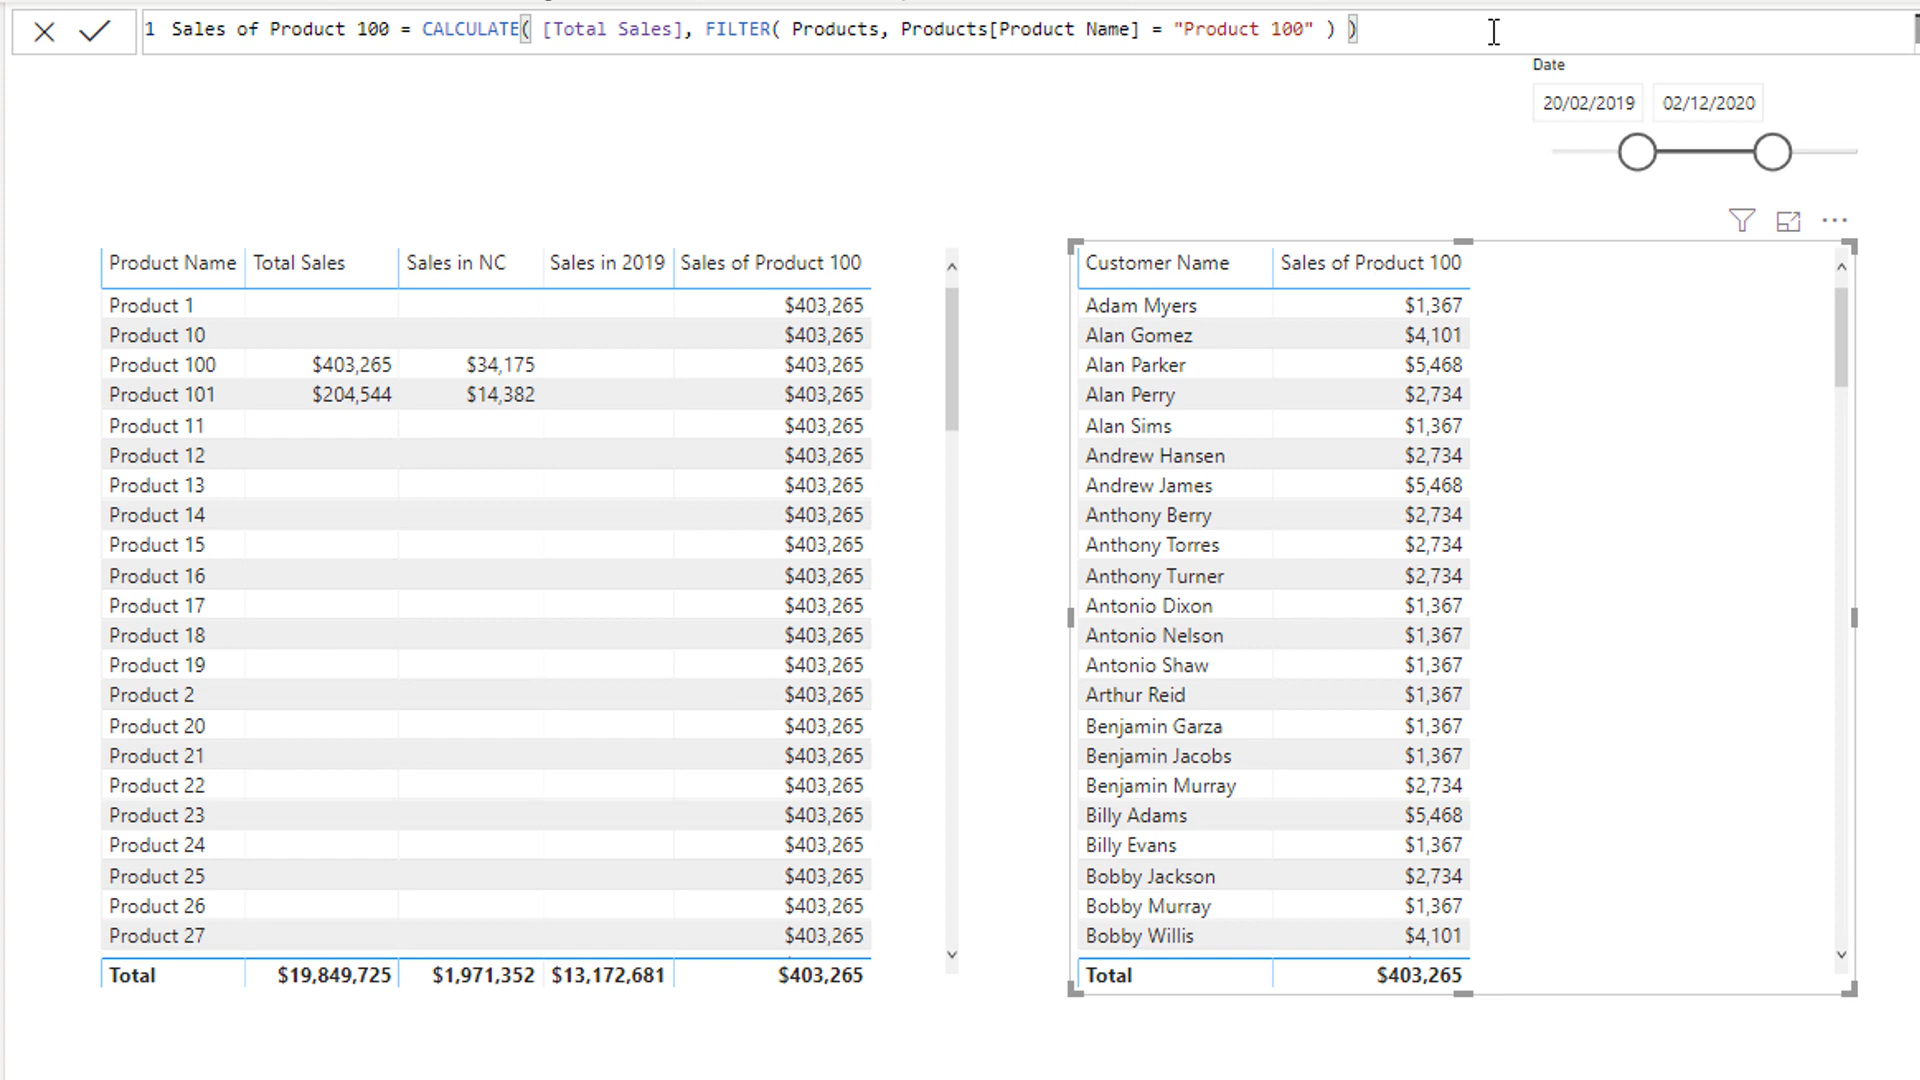 1 Sales of Product 100 = CALCULATE( [Total Sales], FILTER( Products, Products[Product Name] = "Product 100" ) )
Date
20/02/2019 02/12/2020
Product Name Total Sales Sales in NC Sales in 2019 Sales of Product 100
Product 1 $403,265
Product 10 $403,265
Product 100 $403,265 $34,175 $403,265
Product 101 $204,544 $14,382 $403,265
Product 11 $403,265
Product 12 $403,265
Product 13 $403,265
Product 14 $403,265
Product 15 $403,265
Product 16 $403,265
Product 17 $403,265
Product 18 $403,265
Product 19 $403,265
Product 2 $403,265
Product 20 $403,265
Product 21 $403,265
Product 22 $403,265
Product 23 $403,265
Product 24 $403,265
Product 25 $403,265
Product 26 $403,265
Product 27 $403,265
Total $19,849,725 $1,971,352 $13,172,681 $403,265
Customer Name Sales of Product 100
Adam Myers $1,367
Alan Gomez $4,101
Alan Parker $5,468
Alan Perry $2,734
Alan Sims $1,367
Andrew Hansen $2,734
Andrew James $5,468
Anthony Berry $2,734
Anthony Torres $2,734
Anthony Turner $2,734
Antonio Dixon $1,367
Antonio Nelson $1,367
Antonio Shaw $1,367
Arthur Reid $1,367
Benjamin Garza $1,367
Benjamin Jacobs $1,367
Benjamin Murray $2,734
Billy Adams $5,468
Billy Evans $1,367
Bobby Jackson $2,734
Bobby Murray $1,367
Bobby Willis $4,101
Total $403,265